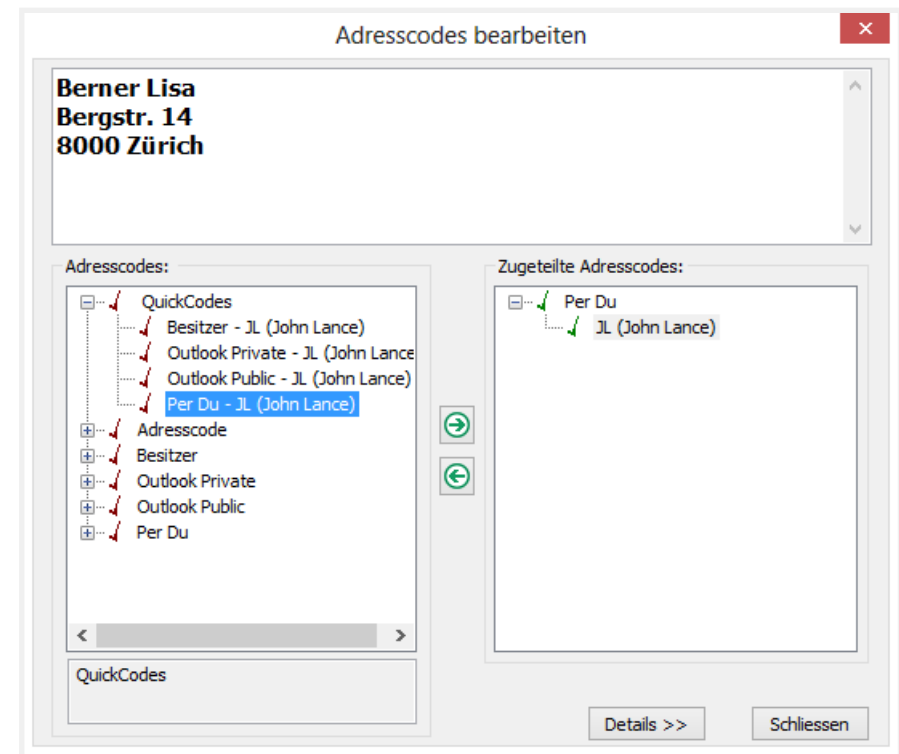 Adresscodes bearbeiten
Berner Lisa
Bergstr. 14
8000 Zürich
Adresscodes:
QuickCodes
Besitzer - JL (John Lance)
Outlook Private - JL (John Lance
Outlook Public - JL (John Lance)
Per Du - JL (John Lance)
Adresscode
Besitzer
Outlook Private
Outlook Public
Per Du
QuickCodes
Zugeteilte Adresscodes:
Per Du
JL (John Lance)
Details >>
Schliessen